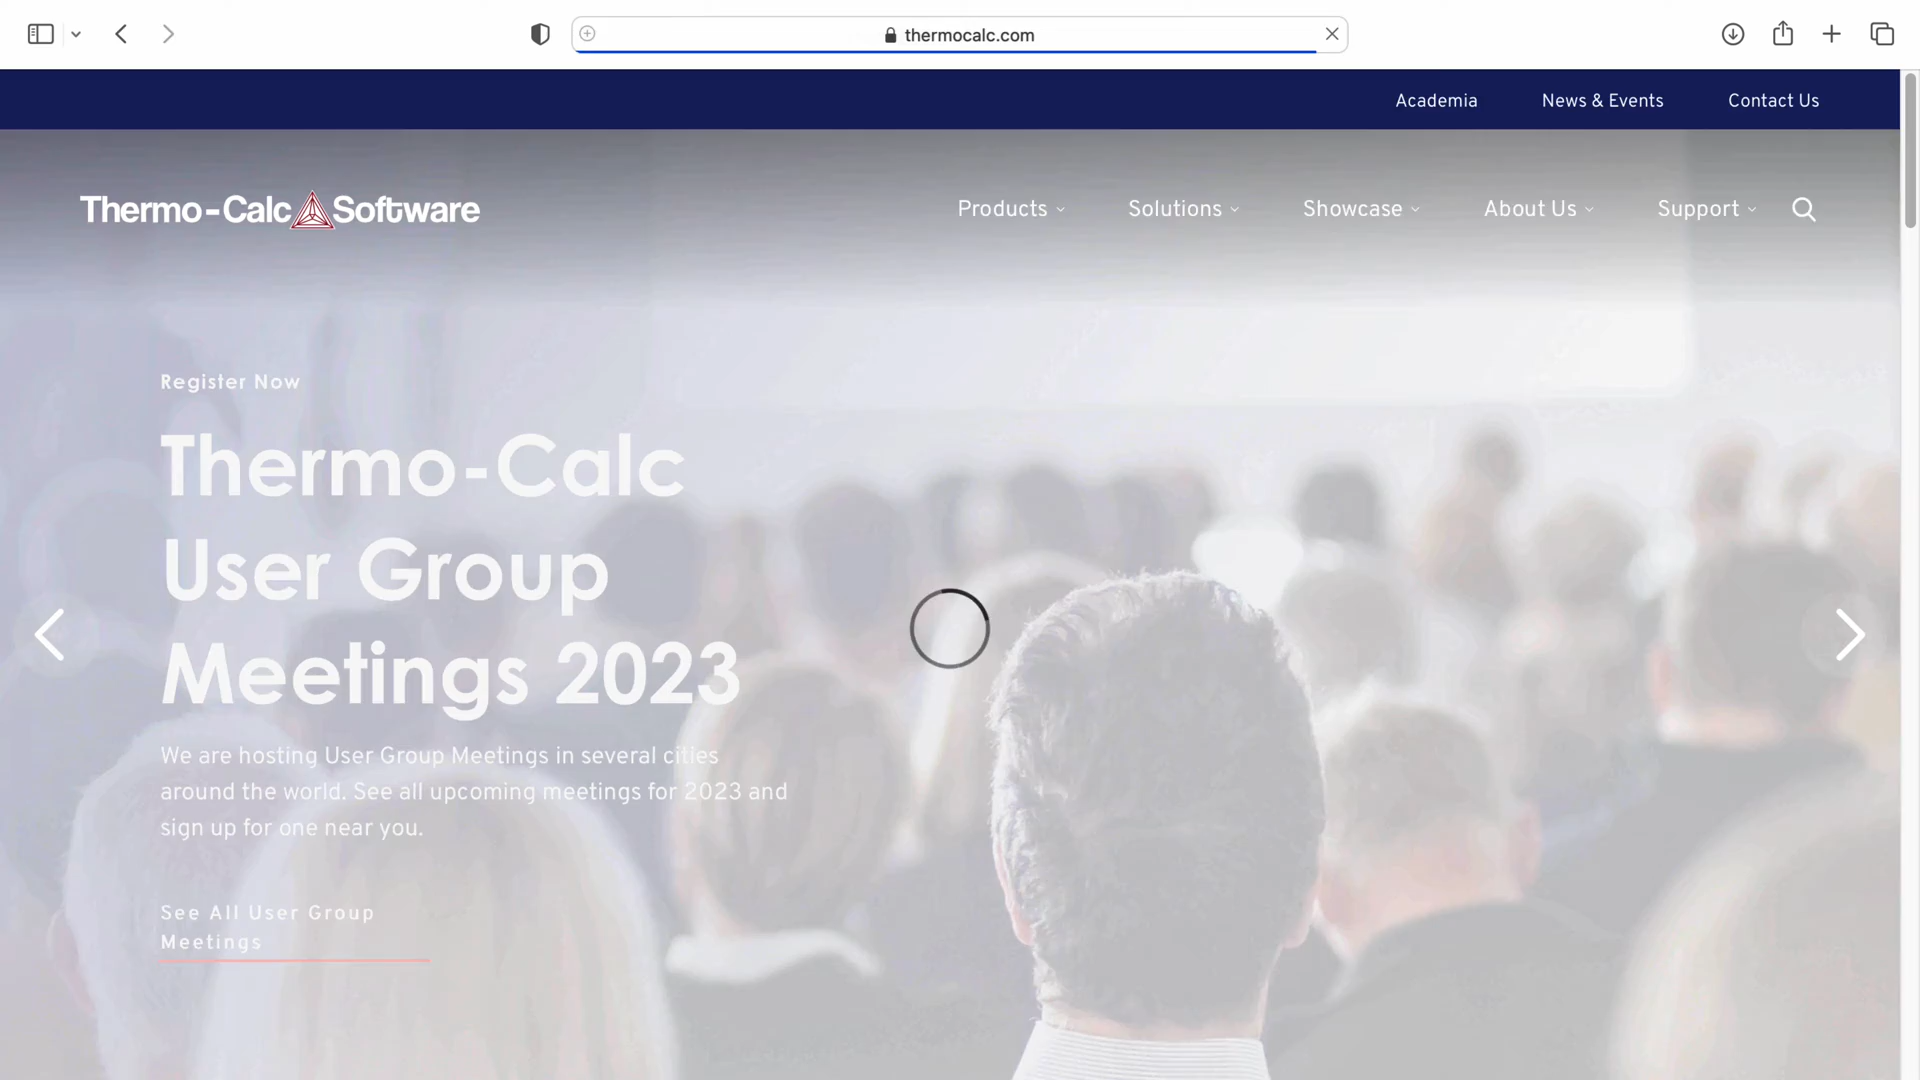 thermocalc.com
Academia News & Events Contact Us
Thermo-Calc Software
Products Solutions Showcase About Us Support
Register Now
Thermo-Calc
User Group
Meetings 2023
We are hosting User Group Meetings in several cities
around the world. See all upcoming meetings for 2023 and
sign up for one near you.
See All User Group
Meetings